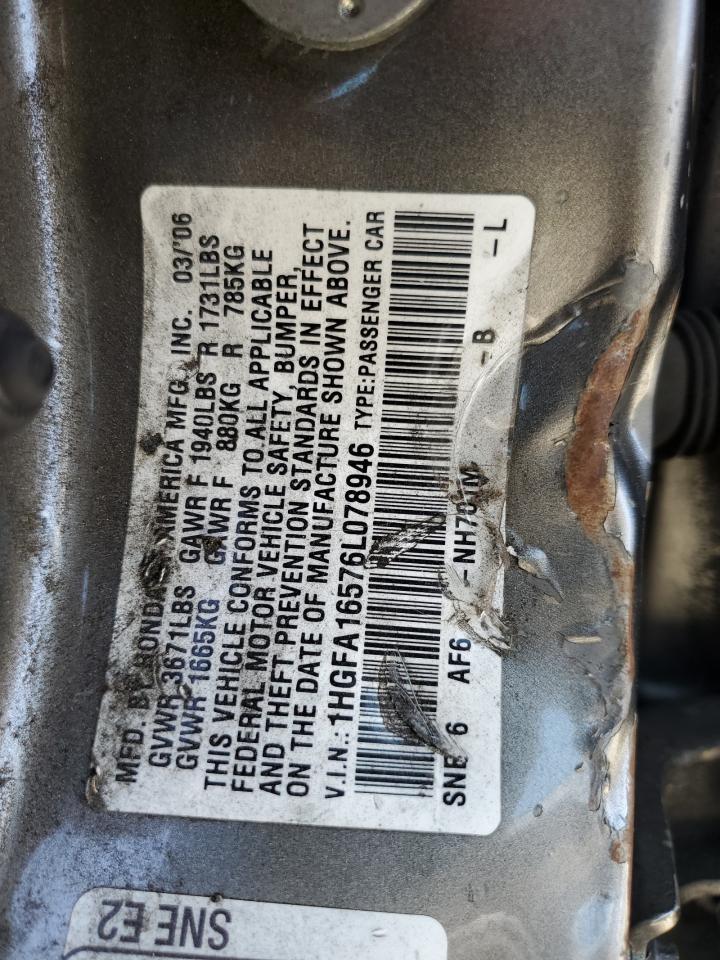 MFD. BY HONDA OF AMERICA MFG. INC. 03/'06
GVWR 3671LBS GAWR F 1940LBS R 1731LBS
GVWR 1665KG GAWR F 880KG R 785KG
THIS VEHICLE CONFORMS TO ALL APPLICABLE
FEDERAL MOTOR VEHICLE SAFETY, BUMPER,
AND THEFT PREVENTION STANDARDS IN EFFECT
ON THE DATE OF MANUFACTURE SHOWN ABOVE.
V.I.N.: 1HGFA16576L078946 TYPE:PASSENGER CAR
SNE 6 AF6 -NH701M -B -L
SNE E2